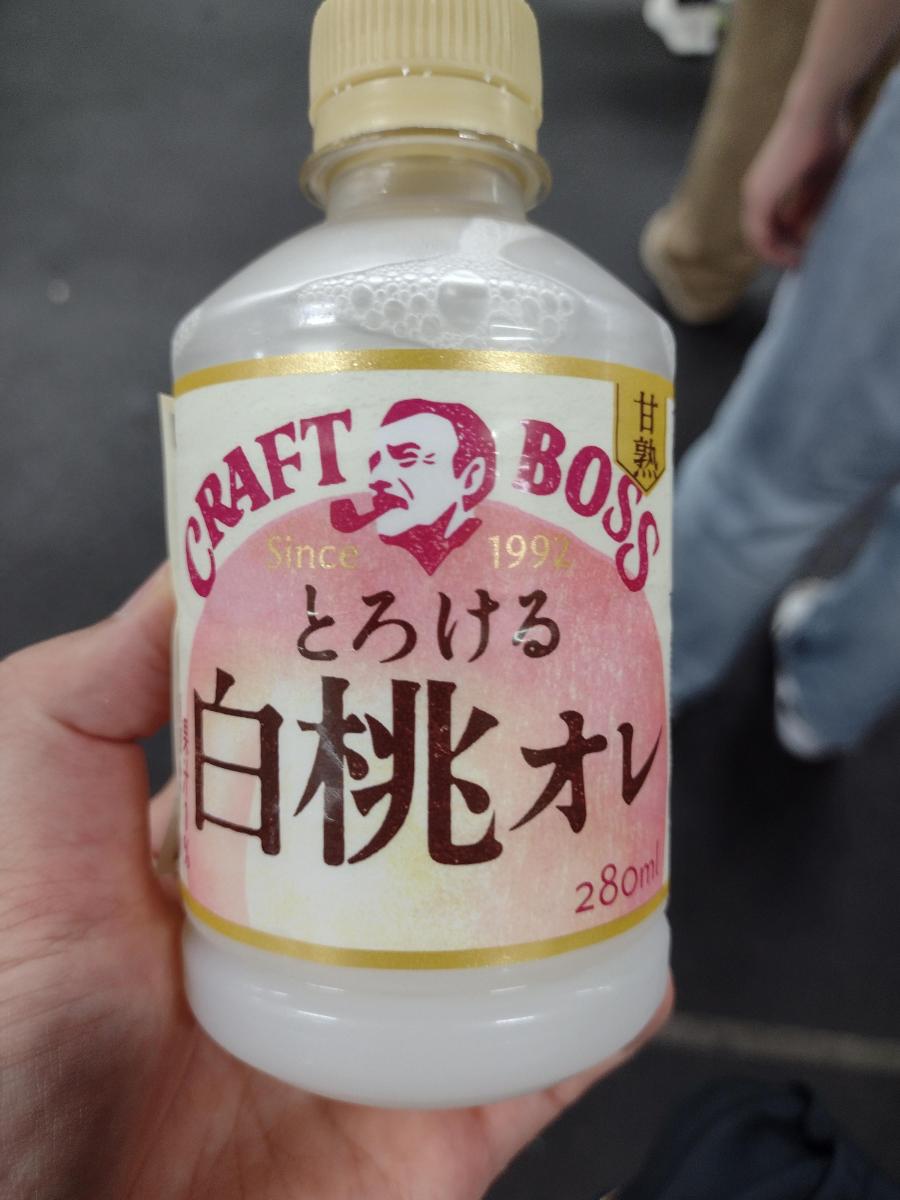 CRAFT BOSS
甘熟
Since 1992
とろける
白桃オレ
280ml